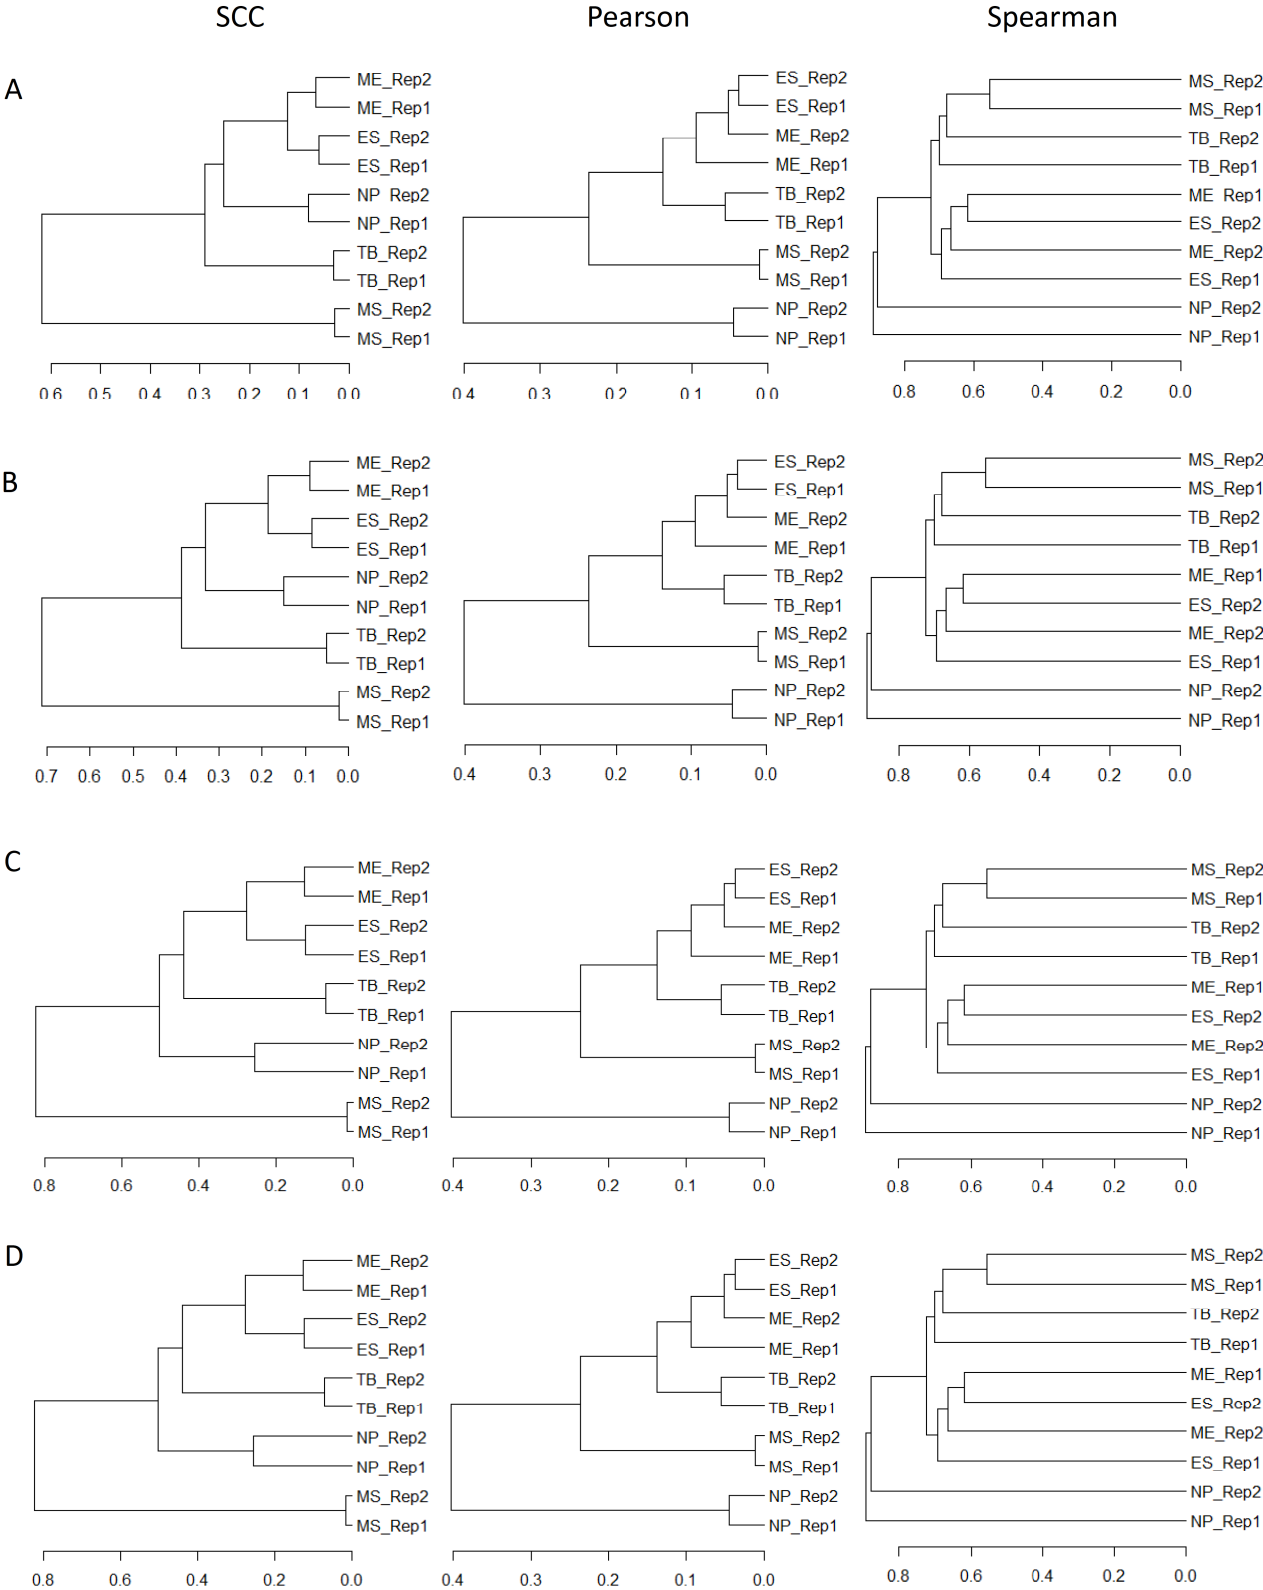 SCC Pearson Spearman
A
ME_Rep2
ME_Rep1
ES_Rep2
ES_Rep1
NP Rep2
NP_Rep1
TB_Rep2
TB_Rep1
MS_Rep2
MS_Rep1
0.6 0.5 0.4 0.3 0.2 0.1 0.0
ES_Rep2
ES_Rep1
ME_Rep2
ME_Rep1
TB_Rep2
TB_Rep1
MS_Rep2
MS_Rep1
NP_Rep2
NP_Rep1
0.4 0.3 0.2 0.1 0.0
MS_Rep2
MS_Rep1
TB_Rep2
TB_Rep1
ME_Rep1
ES_Rep2
ME_Rep2
ES_Rep1
NP_Rep2
NP_Rep1
0.8 0.6 0.4 0.2 0.0
B
ME_Rep2
ME_Rep1
ES_Rep2
ES_Rep1
NP_Rep2
NP_Rep1
TB_Rep2
TB_Rep1
MS_Rep2
MS_Rep1
0.7 0.6 0.5 0.4 0.3 0.2 0.1 0.0
ES_Rep2
ES_Rep1
ME_Rep2
ME_Rep1
TB_Rep2
TB_Rep1
MS_Rep2
MS_Rep1
NP_Rep2
NP_Rep1
0.4 0.3 0.2 0.1 0.0
MS_Rep2
MS_Rep1
TB_Rep2
TB_Rep1
ME_Rep1
ES_Rep2
ME_Rep2
ES_Rep1
NP_Rep2
NP_Rep1
0.8 0.6 0.4 0.2 0.0
C
ME_Rep2
ME_Rep1
ES_Rep2
ES_Rep1
TB_Rep2
TB_Rep1
NP_Rep2
NP_Rep1
MS_Rep2
MS_Rep1
0.8 0.6 0.4 0.2 0.0
ES_Rep2
ES_Rep1
ME_Rep2
ME_Rep1
TB_Rep2
TB_Rep1
MS_Rep2
MS_Rep1
NP_Rep2
NP_Rep1
0.4 0.3 0.2 0.1 0.0
MS_Rep2
MS_Rep1
TB_Rep2
TB_Rep1
ME_Rep1
ES_Rep2
ME_Rep2
ES_Rep1
NP_Rep2
NP_Rep1
0.8 0.6 0.4 0.2 0.0
D
ME_Rep2
ME_Rep1
ES_Rep2
ES_Rep1
TB_Rep2
TB_Rep1
NP_Rep2
NP_Rep1
MS_Rep2
MS_Rep1
0.8 0.6 0.4 0.2 0.0
ES_Rep2
ES_Rep1
ME_Rep2
ME_Rep1
TB_Rep2
TB_Rep1
MS_Rep2
MS_Rep1
NP_Rep2
NP_Rep1
0.4 0.3 0.2 0.1 0.0
MS_Rep2
MS_Rep1
TB_Rep2
TB_Rep1
ME_Rep1
ES_Rep2
ME_Rep2
ES_Rep1
NP_Rep2
NP_Rep1
0.8 0.6 0.4 0.2 0.0